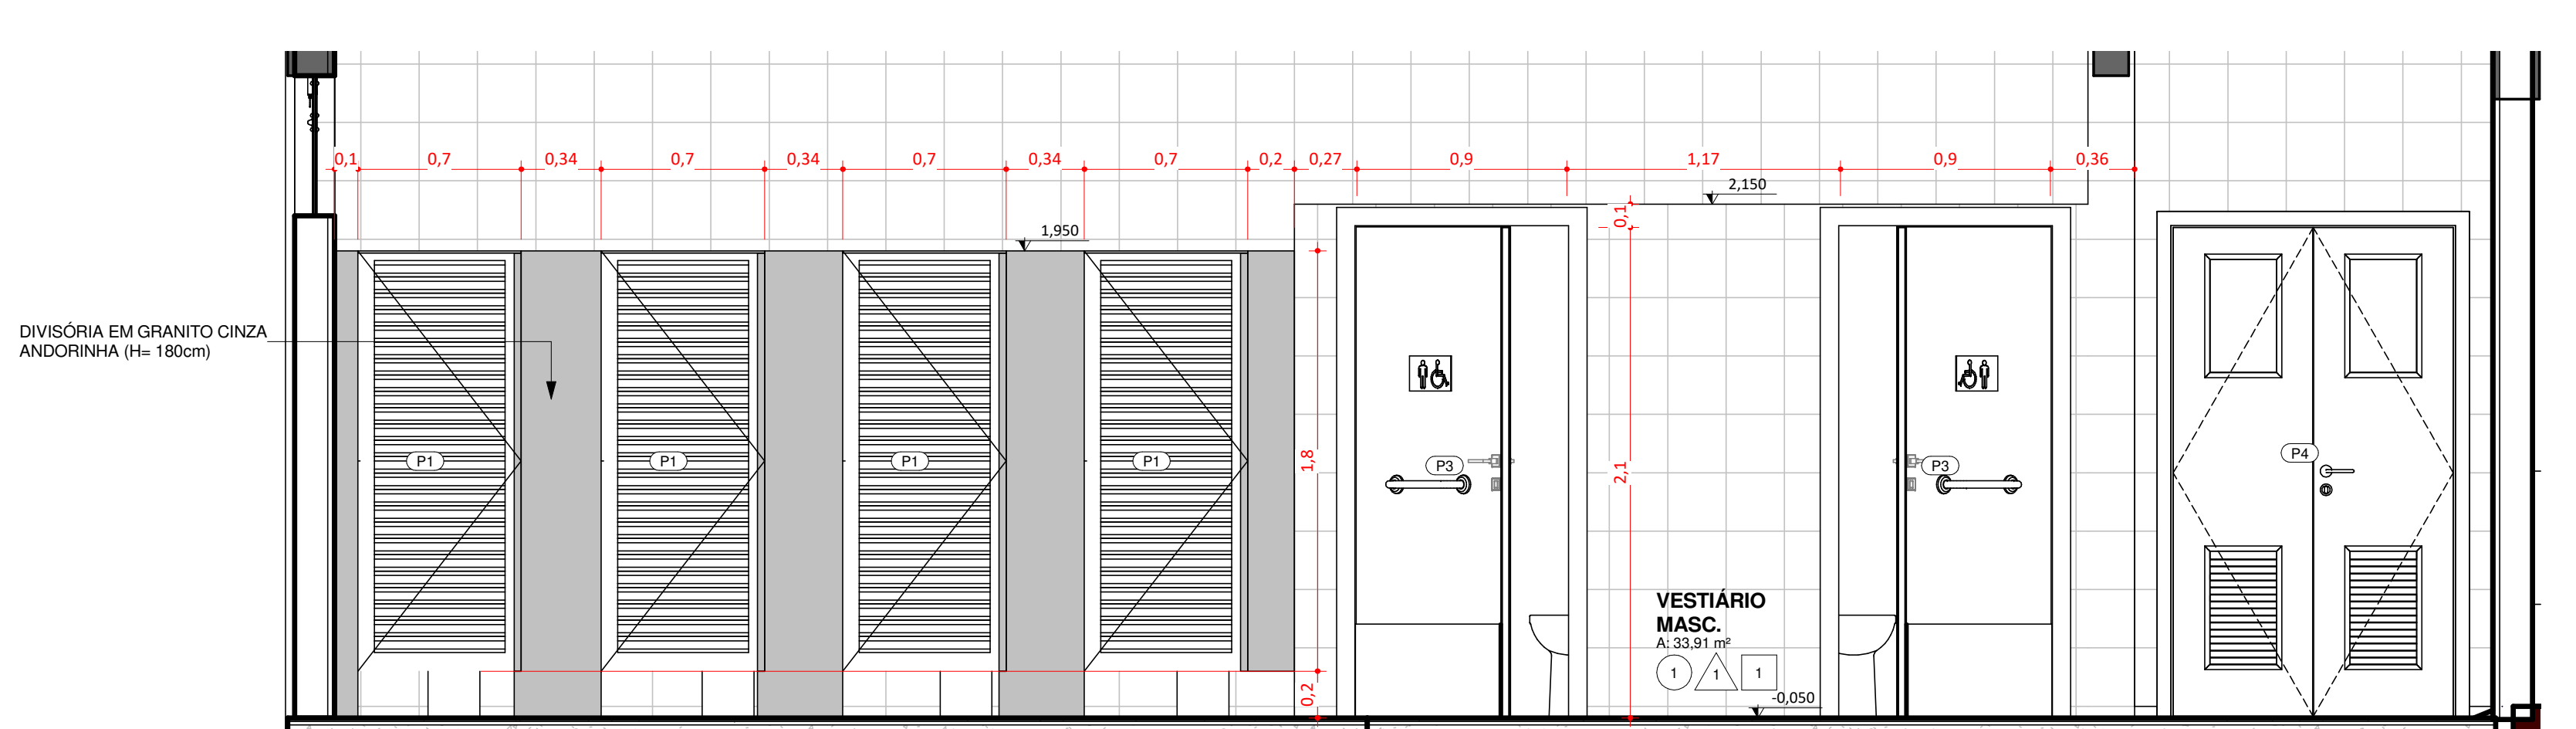 0,1 0,7 0,34 0,7 0,34 0,7 0,34 0,7 0,2 0,27 0,9 1,17 0,9 0,36
2,150
0,1
1,950
DIVISÓRIA EM GRANITO CINZA
ANDORINHA (H= 180cm)
P1 P1 P1 P1 1,8 P3 2,1 P3 P4
VESTIÁRIO
MASC.
A: 33,91 m²
1 1 1
0,2
-0,050